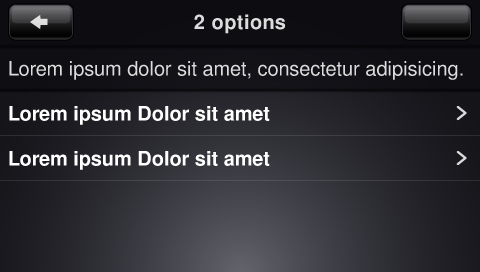 2 options
Lorem ipsum dolor sit amet, consectetur adipisicing.
Lorem ipsum Dolor sit amet
Lorem ipsum Dolor sit amet